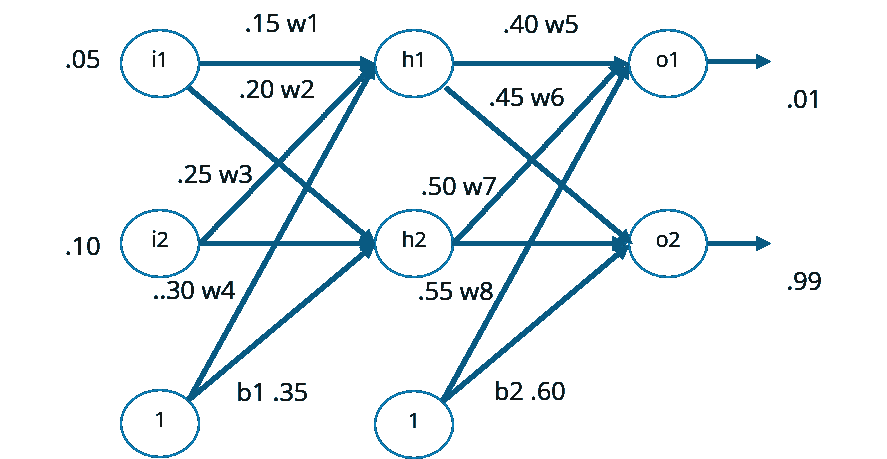 .15 w1
.40 w5
.05
i1
h1
o1
.20 w2
.45 w6
.01
.25 w3
.50 w7
.10
i2
h2
o2
..30 w4
.55 w8
.99
b1 .35
b2 .60
1
1